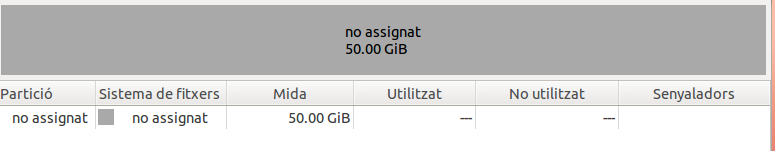 no assignat
50.00 GiB
Partició Sistema de fitxers Mida Utilitzat No utilitzat Senyaladors
no assignat no assignat 50.00 GiB --- ---